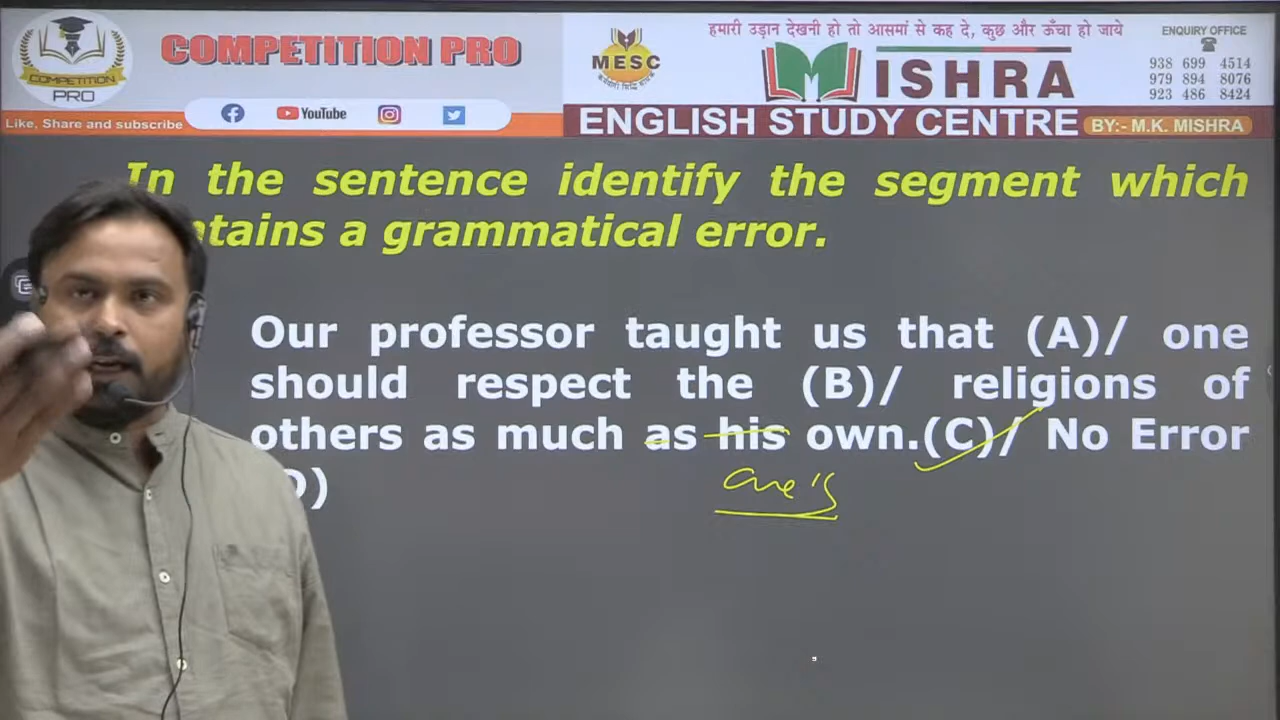 COMPETITION PRO
COMPETITION
PRO
Like, Share and subscribe
YouTube
MESC
हमारी उड़ान देखनी हो तो आसमां से कह दे, कुछ और ऊँचा हो जाये
MISHRA
ENGLISH STUDY CENTRE
BY:- M.K. MISHRA
ENQUIRY OFFICE
938 699 4514
979 894 8076
923 486 8424
In the sentence identify the segment which
ntains a grammatical error.
Our professor taught us that (A)/ one
should respect the (B)/ religions of
others as much as his own.(C)/ No Error
D)
one's